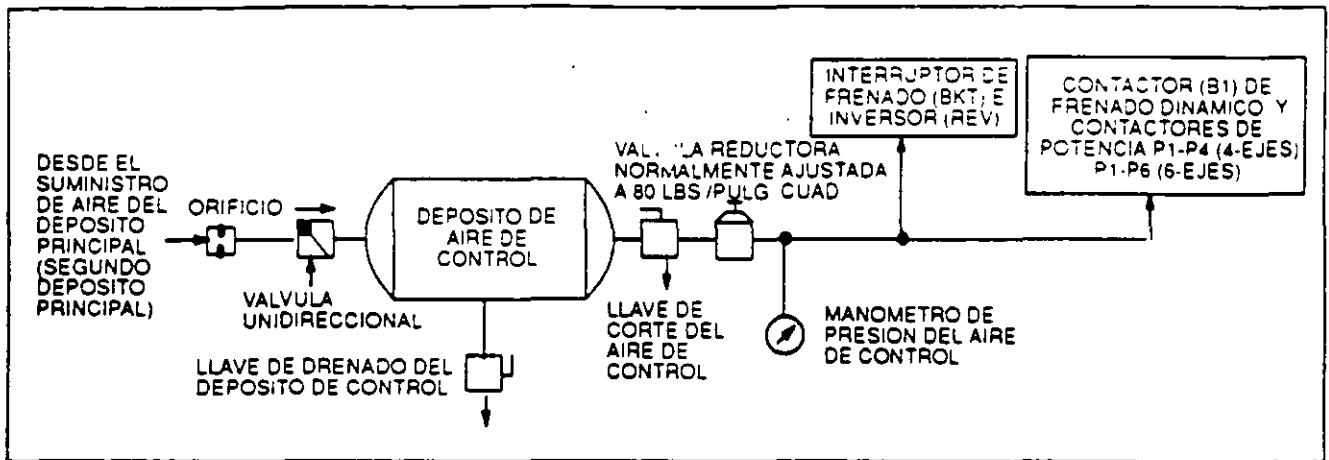 DESDE EL
SUMINISTRO
DE AIRE DEL
DEPOSITO
PRINCIPAL
(SEGUNDO
DEPOSITO
PRINCIPAL)
ORIFICIO
VALVULA
UNIDIRECCIONAL
DEPOSITO DE
AIRE DE
CONTROL
LLAVE DE DRENADO DEL
DEPOSITO DE CONTROL
REDUCTORA
NORMALMENTE AJUSTADA
A 80 LBS /PULG CUAD
LLAVE DE
CORTE DEL
AIRE DE
CONTROL
MANOMETRO DE
PRESION DEL AIRE
DE CONTROL
INTERRUPTOR DE
FRENADO (BKT) E
INVERSOR (REV)
CONTACTOR (B1) DE
FRENADO DINAMICO Y
CONTACTORES DE
POTENCIA P1-P4 (4-EJES)
P1-P6 (6-EJES)